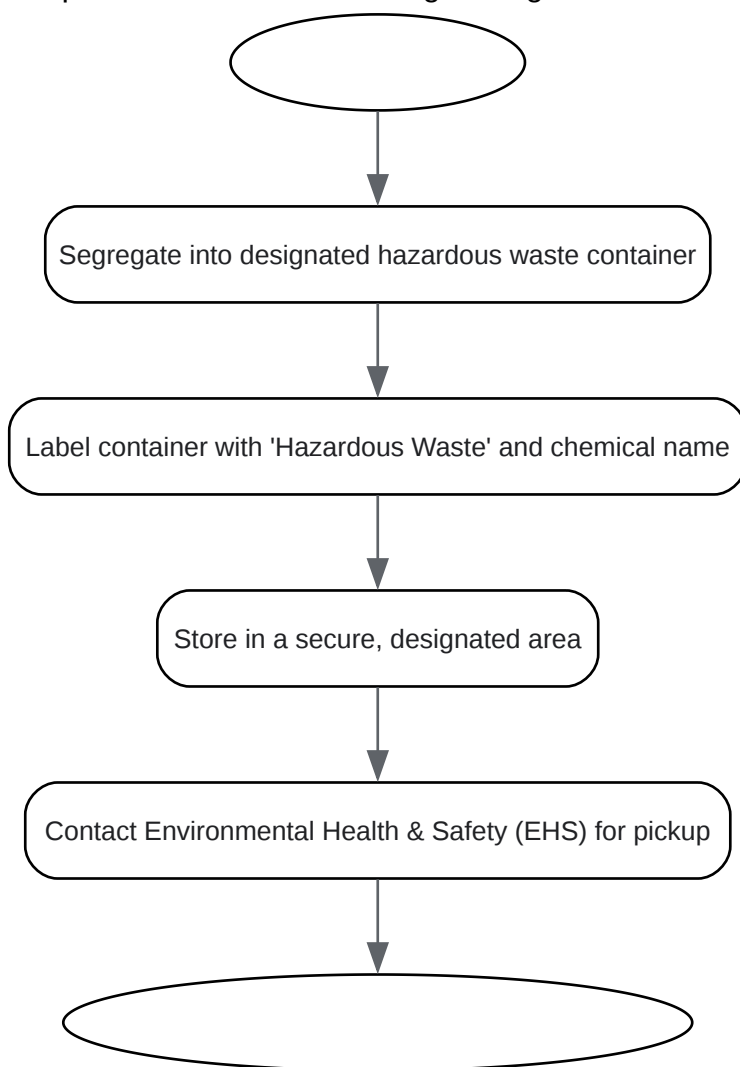 Segregate into designated hazardous waste container
Label container with 'Hazardous Waste' and chemical name
Store in a secure, designated area
Contact Environmental Health & Safety (EHS) for pickup